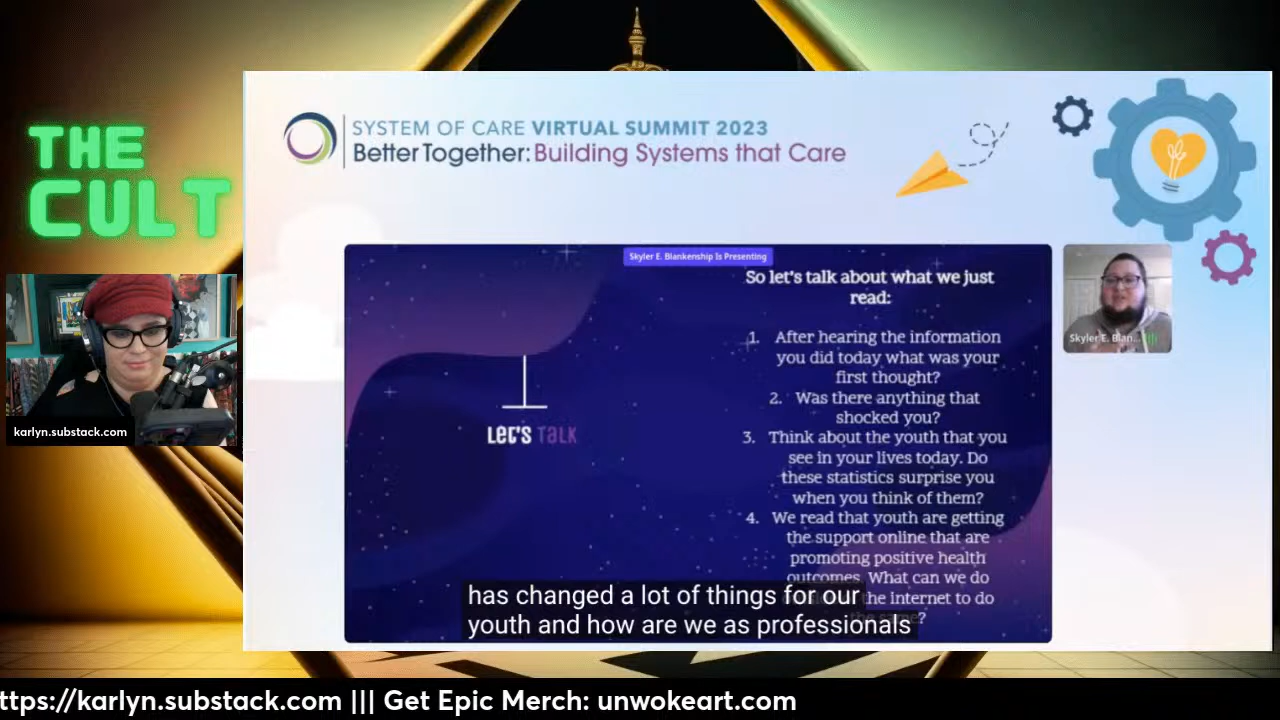 THE
CULT
karlyn.substack.com
SYSTEM OF CARE VIRTUAL SUMMIT 2023
Better Together: Building Systems that Care
Skyler E. Blankenship Is Presenting
LET'S TALK
So let's talk about what we just
read:
1. After hearing the information
you did today what was your
first thought?
2. Was there anything that
shocked you?
3. Think about the youth that you
see in your lives today. Do
these statistics surprise you
when you think of them?
4. We read that youth are getting
the support online that are
promoting positive health
outcomes. What can we do
the internet to do
?
Skyler E. Blan...
has changed a lot of things for our
youth and how are we as professionals
ttps://karlyn.substack.com ||| Get Epic Merch: unwokeart.com